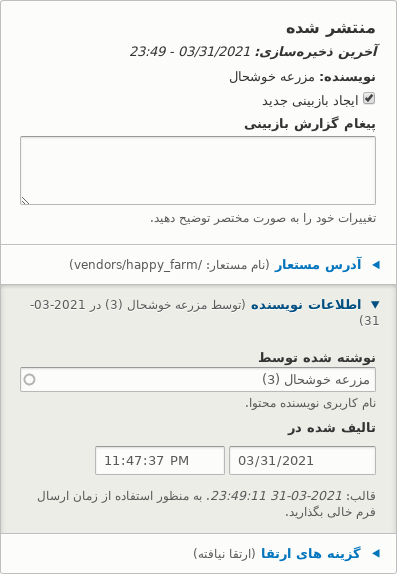 منتشر شده
آخرین ذخیره‌سازی: 03/31/2021 - 23:49
نویسنده: مزرعه خوشحال
ایجاد بازبینی جدید
پیغام گزارش بازبینی
تغییرات خود را به صورت مختصر توضیح دهید.
آدرس مستعار (نام مستعار: /vendors/happy_farm)
اطلاعات نویسنده (توسط مزرعه خوشحال (3) در 2021-03-
31)
نوشته شده توسط
مزرعه خوشحال (3)
نام کاربری نویسنده محتوا.
تالیف شده در
03/31/2021 11:47:37 PM
قالب: 2021-03-31 23:49:11. به منظور استفاده از زمان ارسال
فرم خالی بگذارید.
گزینه های ارتقا (ارتقا نیافته)